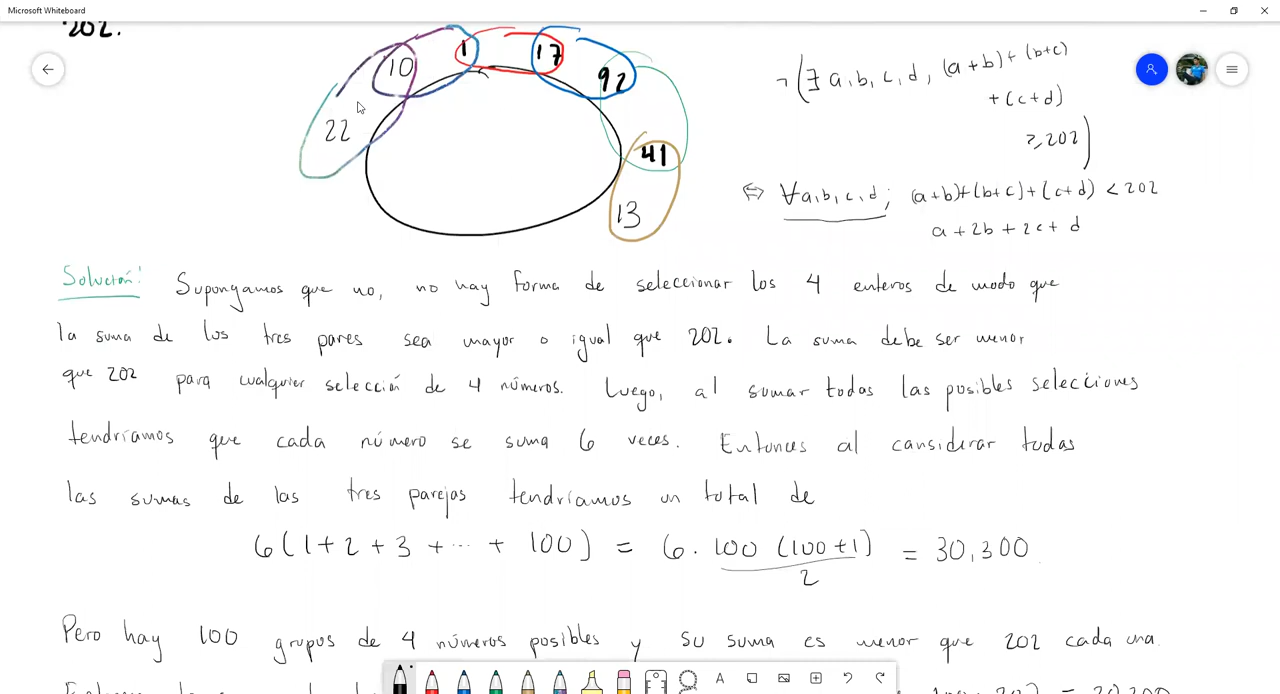 Microsoft Whiteboard
202.
22
10
1
17
92
41
13
¬(∃ a,b,c,d, (a+b)+(b+c)
+(c+d)
≥202)
⇔ ∀a,b,c,d; (a+b)+(b+c)+(c+d) < 202
a+2b+2c+d
Solución: Supongamos que no, no hay forma de seleccionar los 4 enteros de modo que
la suma de los tres pares sea mayor o igual que 202. La suma debe ser menor
que 202 para cualquier selección de 4 números. Luego, al sumar todas las posibles selecciones
tendríamos que cada número se suma 6 veces. Entonces al considerar todas
las sumas de las tres parejas tendríamos un total de
6(1+2+3+⋯+100) = 6·100(100+1)/2 = 30,300
Pero hay 100 grupos de 4 números posibles y su suma es menor que 202 cada una.
A